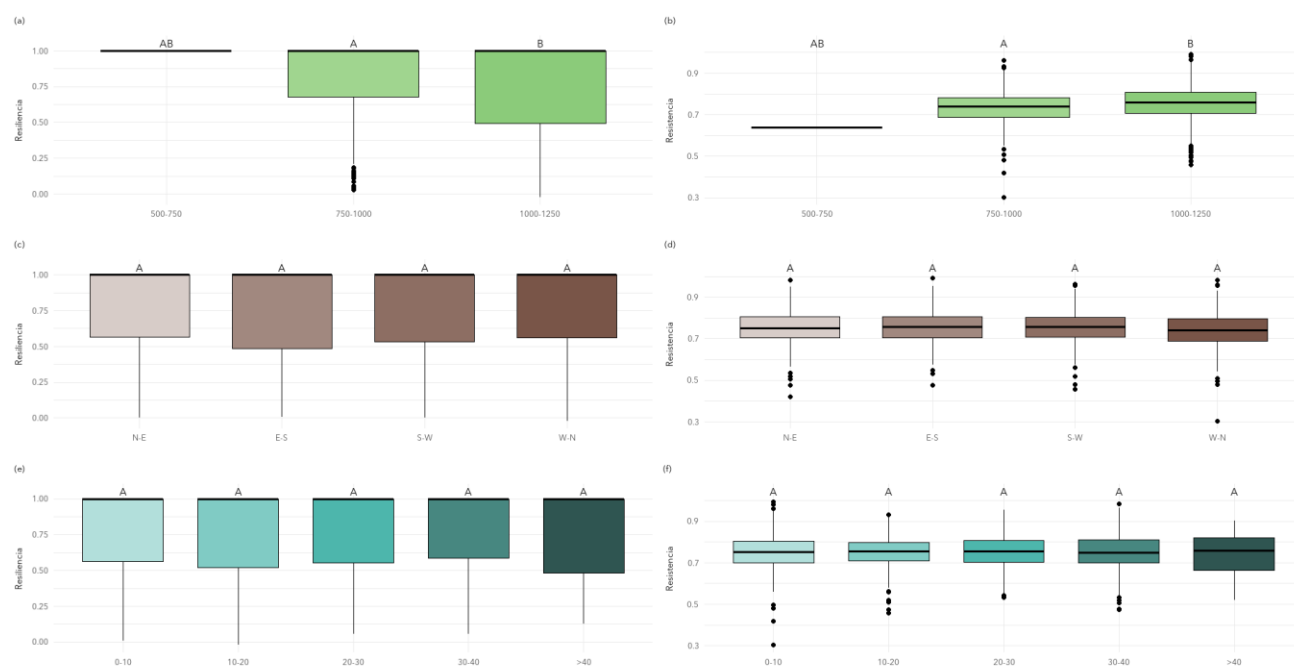 (a)
Resiliencia
1.00
0.75
0.50
0.25
0.00
AB A B
500-750 750-1000 1000-1250
(b)
Resistencia
0.9
0.7
0.5
0.3
AB A B
500-750 750-1000 1000-1250
(c)
Resiliencia
1.00
0.75
0.50
0.25
0.00
A A A A
N-E E-S S-W W-N
(d)
Resistencia
0.9
0.7
0.5
0.3
A A A A
N-E E-S S-W W-N
(e)
Resiliencia
1.00
0.75
0.50
0.25
0.00
A A A A A
0-10 10-20 20-30 30-40 >40
(f)
Resistencia
0.9
0.7
0.5
0.3
A A A A A
0-10 10-20 20-30 30-40 >40